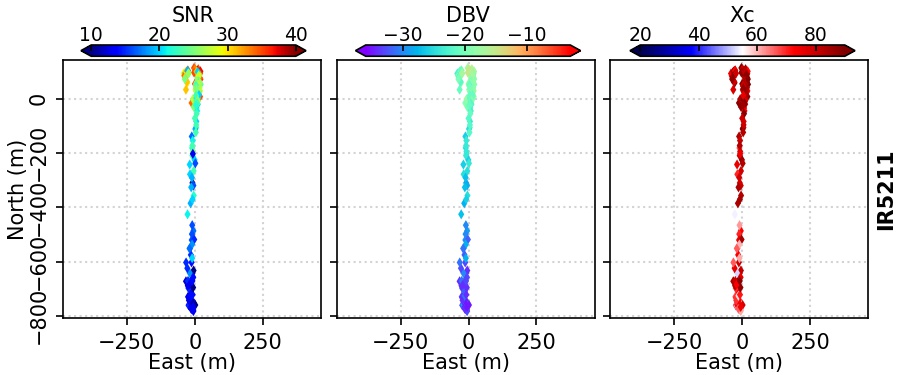 SNR DBV Xc
10 20 30 40 −30 −20 −10 20 40 60 80
North (m)
0
−200
−400
−600
−800
−250 0 250 −250 0 250 −250 0 250
East (m) East (m) East (m)
IR5211